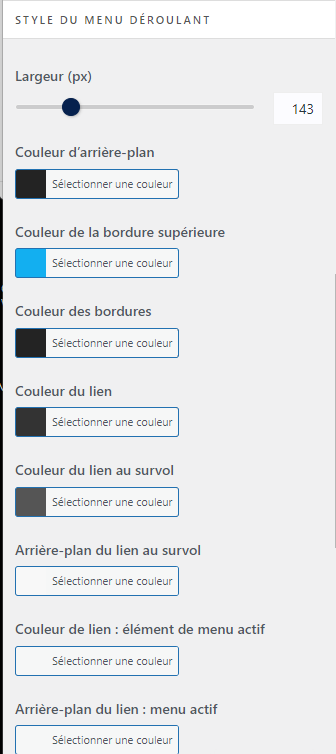 STYLE DU MENU DÉROULANT
Largeur (px)
143
Couleur d’arrière-plan
Sélectionner une couleur
Couleur de la bordure supérieure
Sélectionner une couleur
Couleur des bordures
Sélectionner une couleur
Couleur du lien
Sélectionner une couleur
Couleur du lien au survol
Sélectionner une couleur
Arrière-plan du lien au survol
Sélectionner une couleur
Couleur de lien : élément de menu actif
Sélectionner une couleur
Arrière-plan du lien : menu actif
Sélectionner une couleur